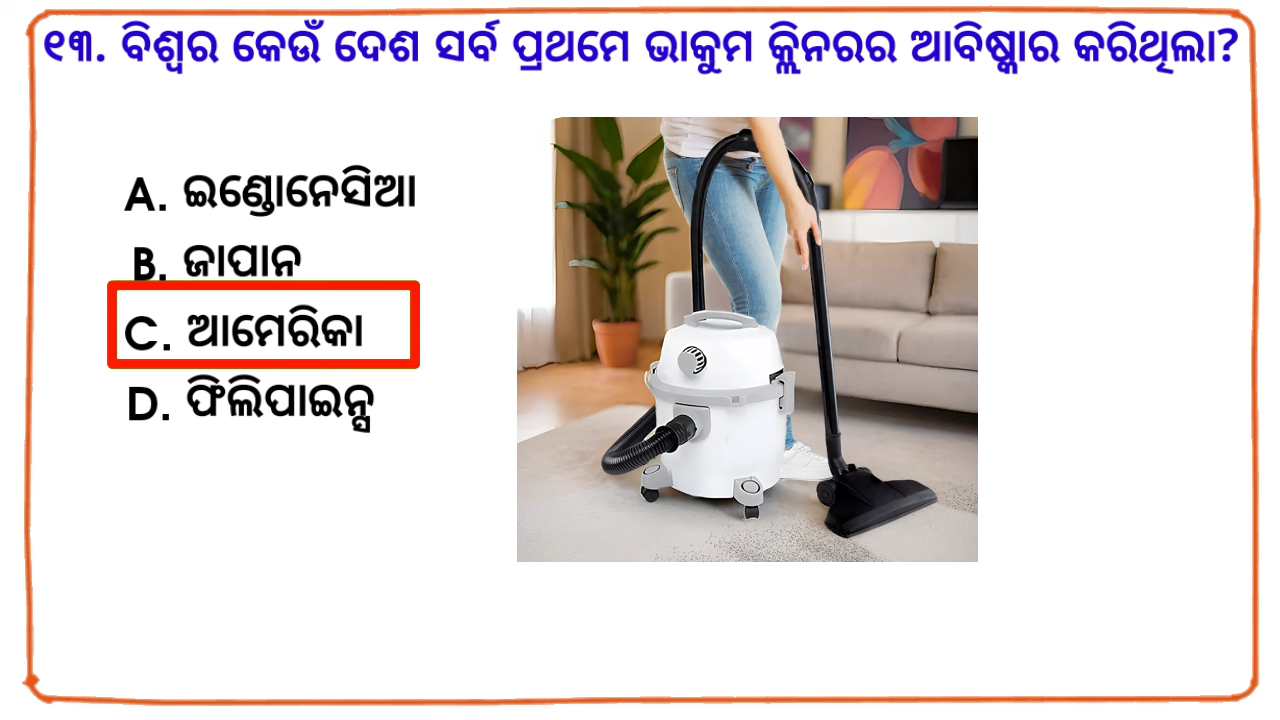 ୧୩. ବିଶ୍ୱର କେଉଁ ଦେଶ ସର୍ବ ପ୍ରଥମେ ଭାକୁମ କ୍ଲିନରର ଆବିଷ୍କାର କରିଥିଲା?
A. ଇଣ୍ଡୋନେସିଆ
B. ଜାପାନ
C. ଆମେରିକା
D. ଫିଲିପାଇନ୍ସ